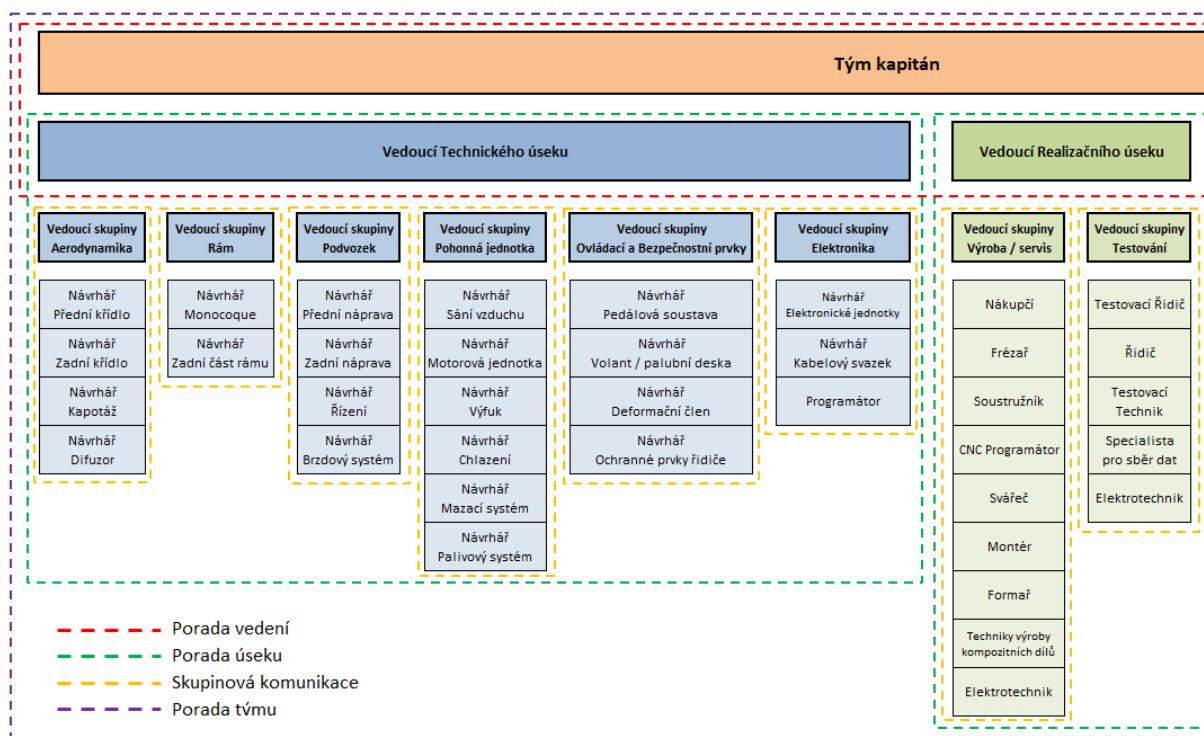 Tým kapitán
Vedoucí Technického úseku
Vedoucí Realizačního úseku
Vedoucí skupiny
Aerodynamika
Návrhář
Přední křídlo
Návrhář
Zadní křídlo
Návrhář
Kapotáž
Návrhář
Difuzor
Vedoucí skupiny
Rám
Návrhář
Monocoque
Návrhář
Zadní část rámu
Vedoucí skupiny
Podvozek
Návrhář
Přední náprava
Návrhář
Zadní náprava
Návrhář
Řízení
Návrhář
Brzdový systém
Vedoucí skupiny
Pohonná jednotka
Návrhář
Sání vzduchu
Návrhář
Motorová jednotka
Návrhář
Výfuk
Návrhář
Chlazení
Návrhář
Mazací systém
Návrhář
Palivový systém
Vedoucí skupiny
Ovládací a Bezpečnostní prvky
Návrhář
Pedálová soustava
Návrhář
Volant / palubní deska
Návrhář
Deformační člen
Návrhář
Ochranné prvky řidiče
Vedoucí skupiny
Elektronika
Návrhář
Elektronické jednotky
Návrhář
Kabelový svazek
Programátor
Vedoucí skupiny
Výroba / servis
Nákupčí
Frézař
Soustružník
CNC Programátor
Svářeč
Montér
Formař
Techniky výroby
kompozitních dílů
Elektrotechnik
Vedoucí skupiny
Testování
Testovací Řidič
Řidič
Testovací
Technik
Specialista
pro sběr dat
Elektrotechnik
Porada vedení
Porada úseku
Skupinová komunikace
Porada týmu